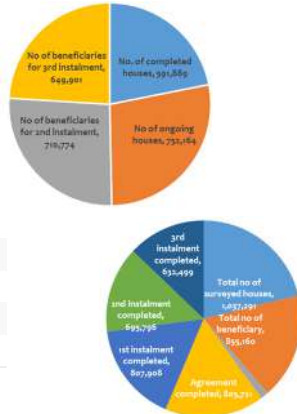 No of beneficiaries
for 3rd instalment,
649,901
No. of completed
houses, 591,889
No of beneficiaries
for 2nd instalment,
710,774
No of ongoing
houses, 752,164
3rd
instalment
completed,
632,499
Total no of
surveyed houses,
1,037,291
2nd instalment
completed,
695,796
Total no of
beneficiary,
855,160
1st instalment
completed,
807,908
Agreement
completed,